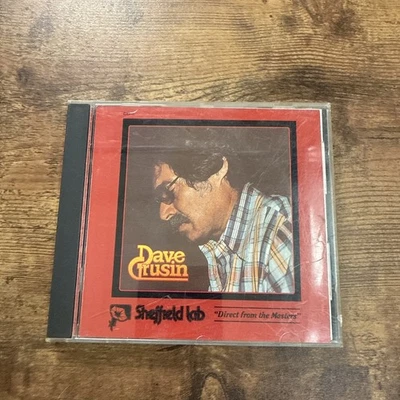 Dave
Grusin
Sheffield Lab "Direct from the Masters"